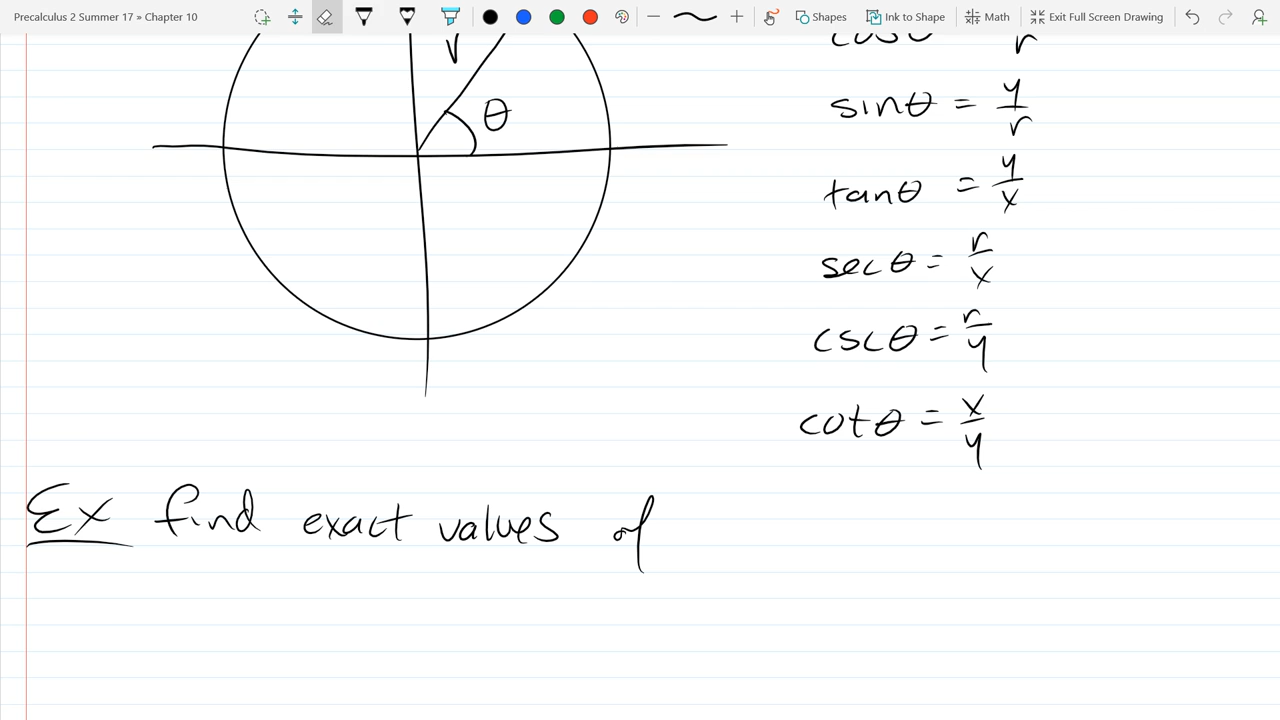 Precalculus 2 Summer 17 » Chapter 10 Shapes Ink to Shape Math Exit Full Screen Drawing
r
cosθ r
θ
sinθ = y/r
tanθ = y/x
secθ = r/x
cscθ = r/y
cotθ = x/y
Ex find exact values of